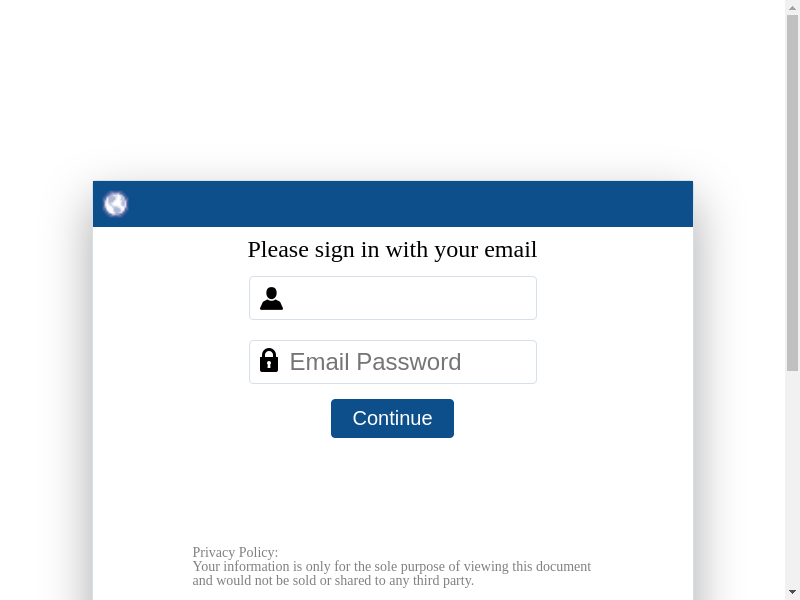 Please sign in with your email
Email Password
Continue
Privacy Policy:
Your information is only for the sole purpose of viewing this document
and would not be sold or shared to any third party.